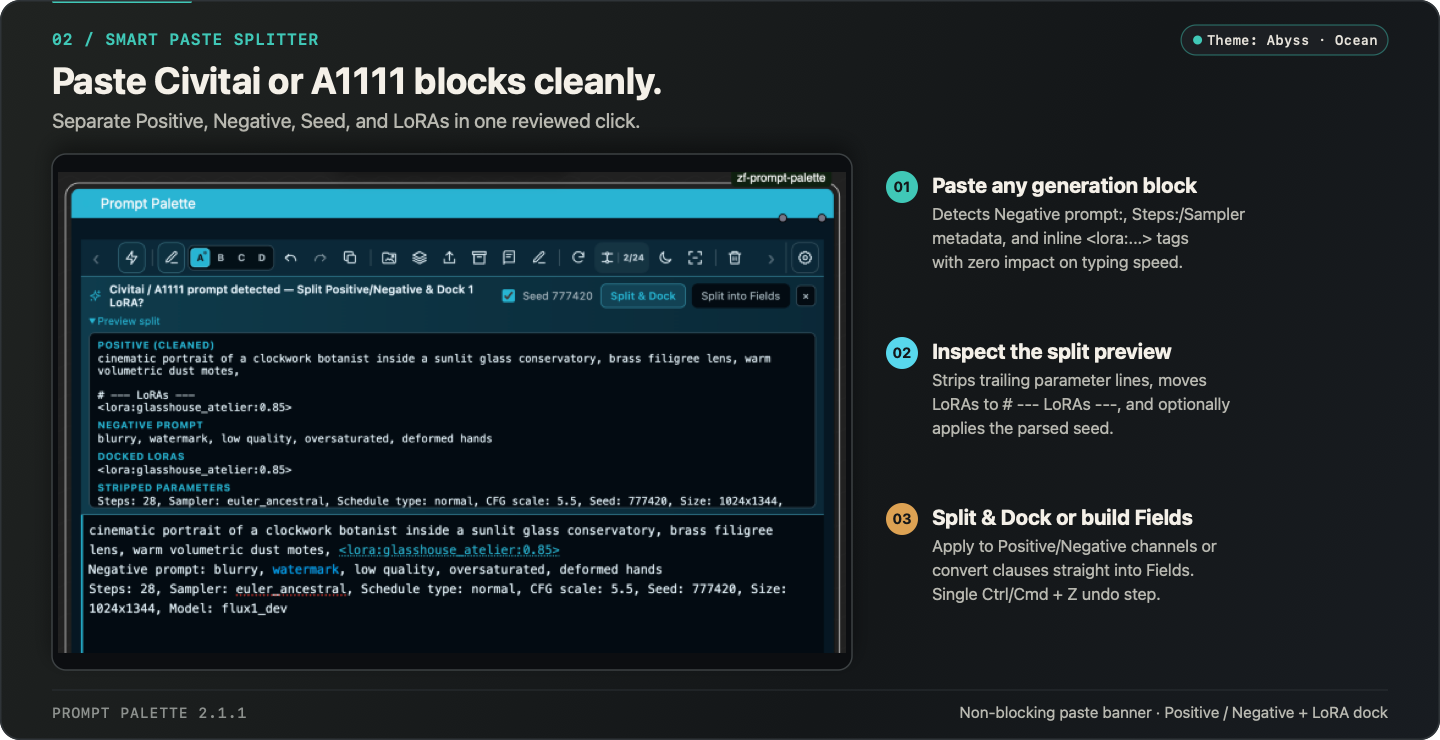 02 / SMART PASTE SPLITTER
Theme: Abyss · Ocean
Paste Civitai or A1111 blocks cleanly.
Separate Positive, Negative, Seed, and LoRAs in one reviewed click.
zf-prompt-palette
Prompt Palette
A B C D
2/24
Civitai / A1111 prompt detected — Split Positive/Negative & Dock 1
LoRA?
Seed 777420
Split & Dock
Split into Fields
×
▾Preview split
POSITIVE (CLEANED)
cinematic portrait of a clockwork botanist inside a sunlit glass conservatory, brass filigree lens, warm
volumetric dust motes,
# --- LoRAs ---
<lora:glasshouse_atelier:0.85>
NEGATIVE PROMPT
blurry, watermark, low quality, oversaturated, deformed hands
DOCKED LORAS
<lora:glasshouse_atelier:0.85>
STRIPPED PARAMETERS
Steps: 28, Sampler: euler_ancestral, Schedule type: normal, CFG scale: 5.5, Seed: 777420, Size: 1024x1344,
cinematic portrait of a clockwork botanist inside a sunlit glass conservatory, brass filigree
lens, warm volumetric dust motes, <lora:glasshouse_atelier:0.85>
Negative prompt: blurry, watermark, low quality, oversaturated, deformed hands
Steps: 28, Sampler: euler_ancestral, Schedule type: normal, CFG scale: 5.5, Seed: 777420, Size:
1024x1344, Model: flux1_dev
01
Paste any generation block
Detects Negative prompt:, Steps:/Sampler
metadata, and inline <lora:...> tags
with zero impact on typing speed.
02
Inspect the split preview
Strips trailing parameter lines, moves
LoRAs to # --- LoRAs ---, and optionally
applies the parsed seed.
03
Split & Dock or build Fields
Apply to Positive/Negative channels or
convert clauses straight into Fields.
Single Ctrl/Cmd + Z undo step.
PROMPT PALETTE 2.1.1
Non-blocking paste banner · Positive / Negative + LoRA dock